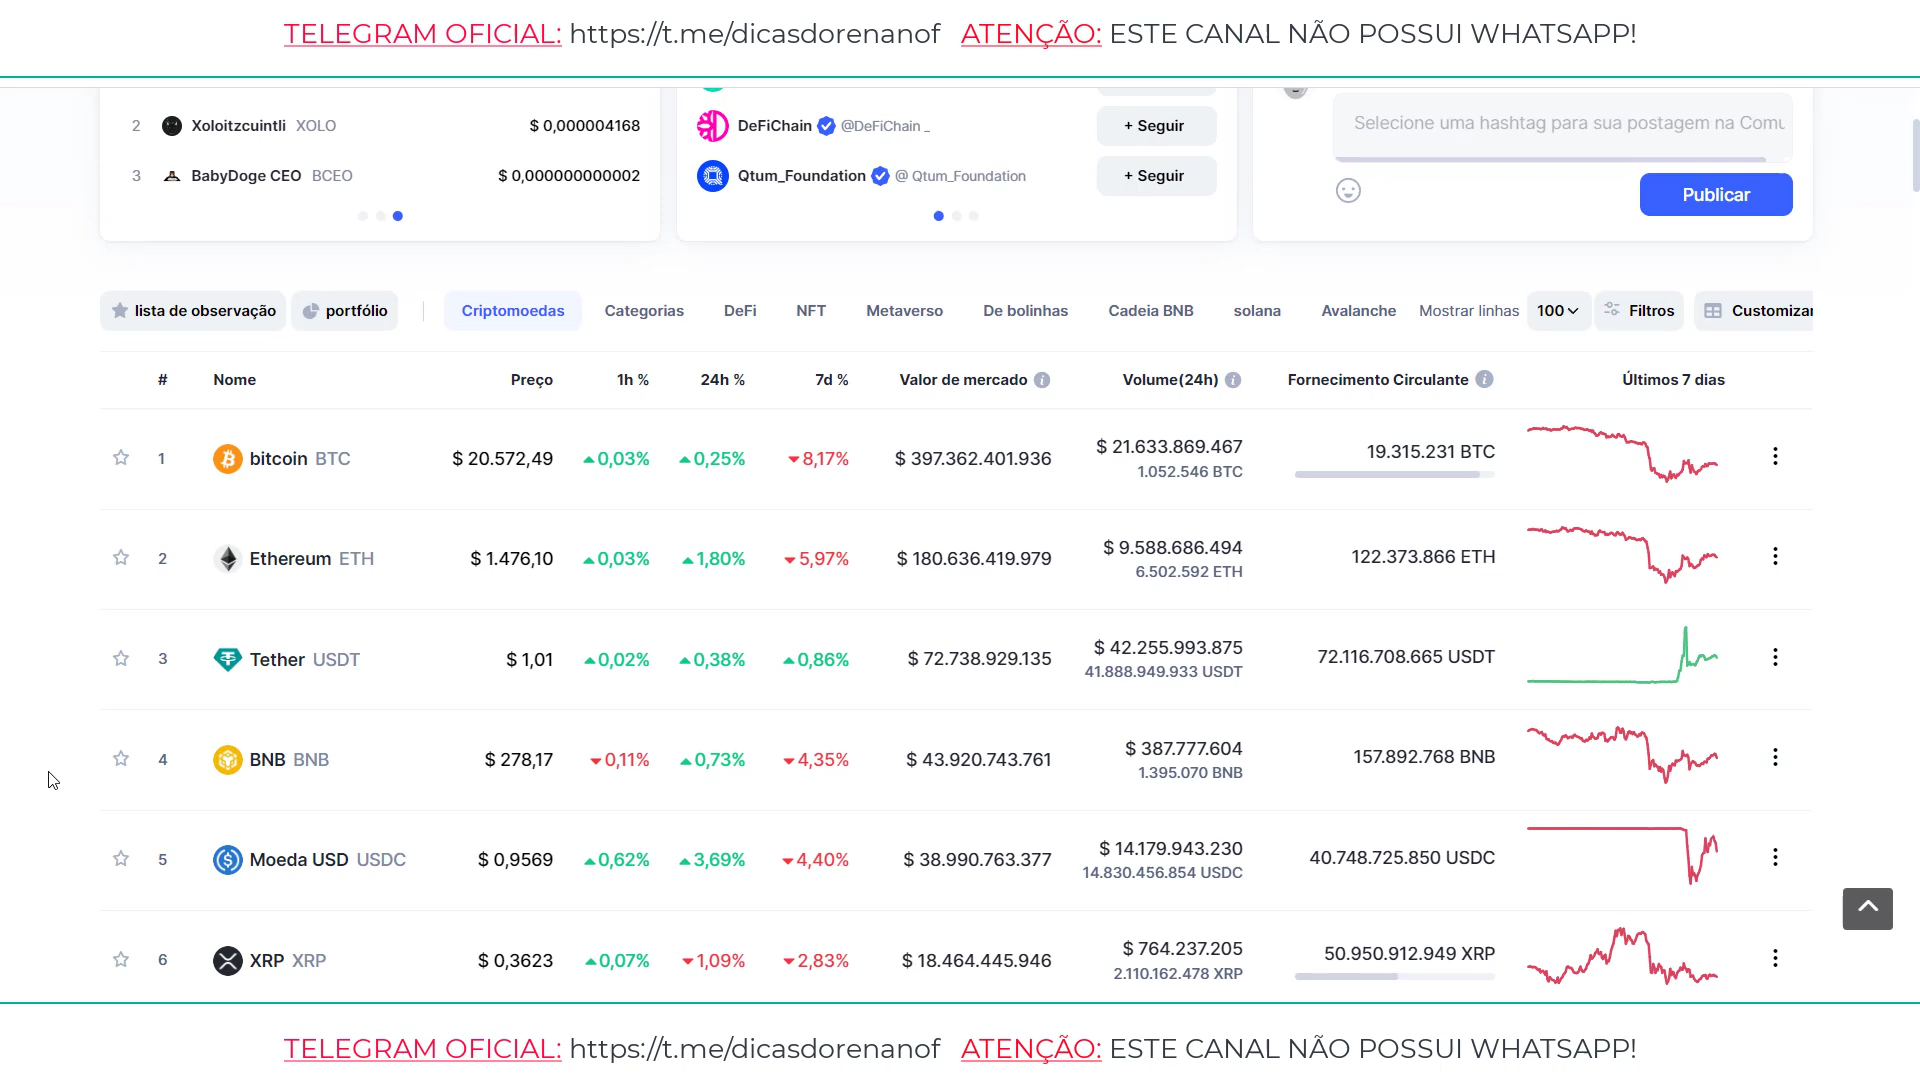 TELEGRAM OFICIAL: https://t.me/dicasdorenanof ATENÇÃO: ESTE CANAL NÃO POSSUI WHATSAPP!
2 Xoloitzcuintli XOLO $ 0,000004168
DeFiChain @DeFiChain _ + Seguir
Selecione uma hashtag para sua postagem na Comu
3 BabyDoge CEO BCEO $ 0,000000000002
Qtum_Foundation @ Qtum_Foundation + Seguir
Publicar
lista de observação portfólio Criptomoedas Categorias DeFi NFT Metaverso De bolinhas Cadeia BNB solana Avalanche Mostrar linhas 100 Filtros Customizar
# Nome Preço 1h % 24h % 7d % Valor de mercado Volume(24h) Fornecimento Circulante Últimos 7 dias
1 bitcoin BTC $ 20.572,49 0,03% 0,25% 8,17% $ 397.362.401.936 $ 21.633.869.467 19.315.231 BTC
1.052.546 BTC
2 Ethereum ETH $ 1.476,10 0,03% 1,80% 5,97% $ 180.636.419.979 $ 9.588.686.494 122.373.866 ETH
6.502.592 ETH
3 Tether USDT $ 1,01 0,02% 0,38% 0,86% $ 72.738.929.135 $ 42.255.993.875 72.116.708.665 USDT
41.888.949.933 USDT
4 BNB BNB $ 278,17 0,11% 0,73% 4,35% $ 43.920.743.761 $ 387.777.604 157.892.768 BNB
1.395.070 BNB
5 Moeda USD USDC $ 0,9569 0,62% 3,69% 4,40% $ 38.990.763.377 $ 14.179.943.230 40.748.725.850 USDC
14.830.456.854 USDC
6 XRP XRP $ 0,3623 0,07% 1,09% 2,83% $ 18.464.445.946 $ 764.237.205 50.950.912.949 XRP
2.110.162.478 XRP
TELEGRAM OFICIAL: https://t.me/dicasdorenanof ATENÇÃO: ESTE CANAL NÃO POSSUI WHATSAPP!